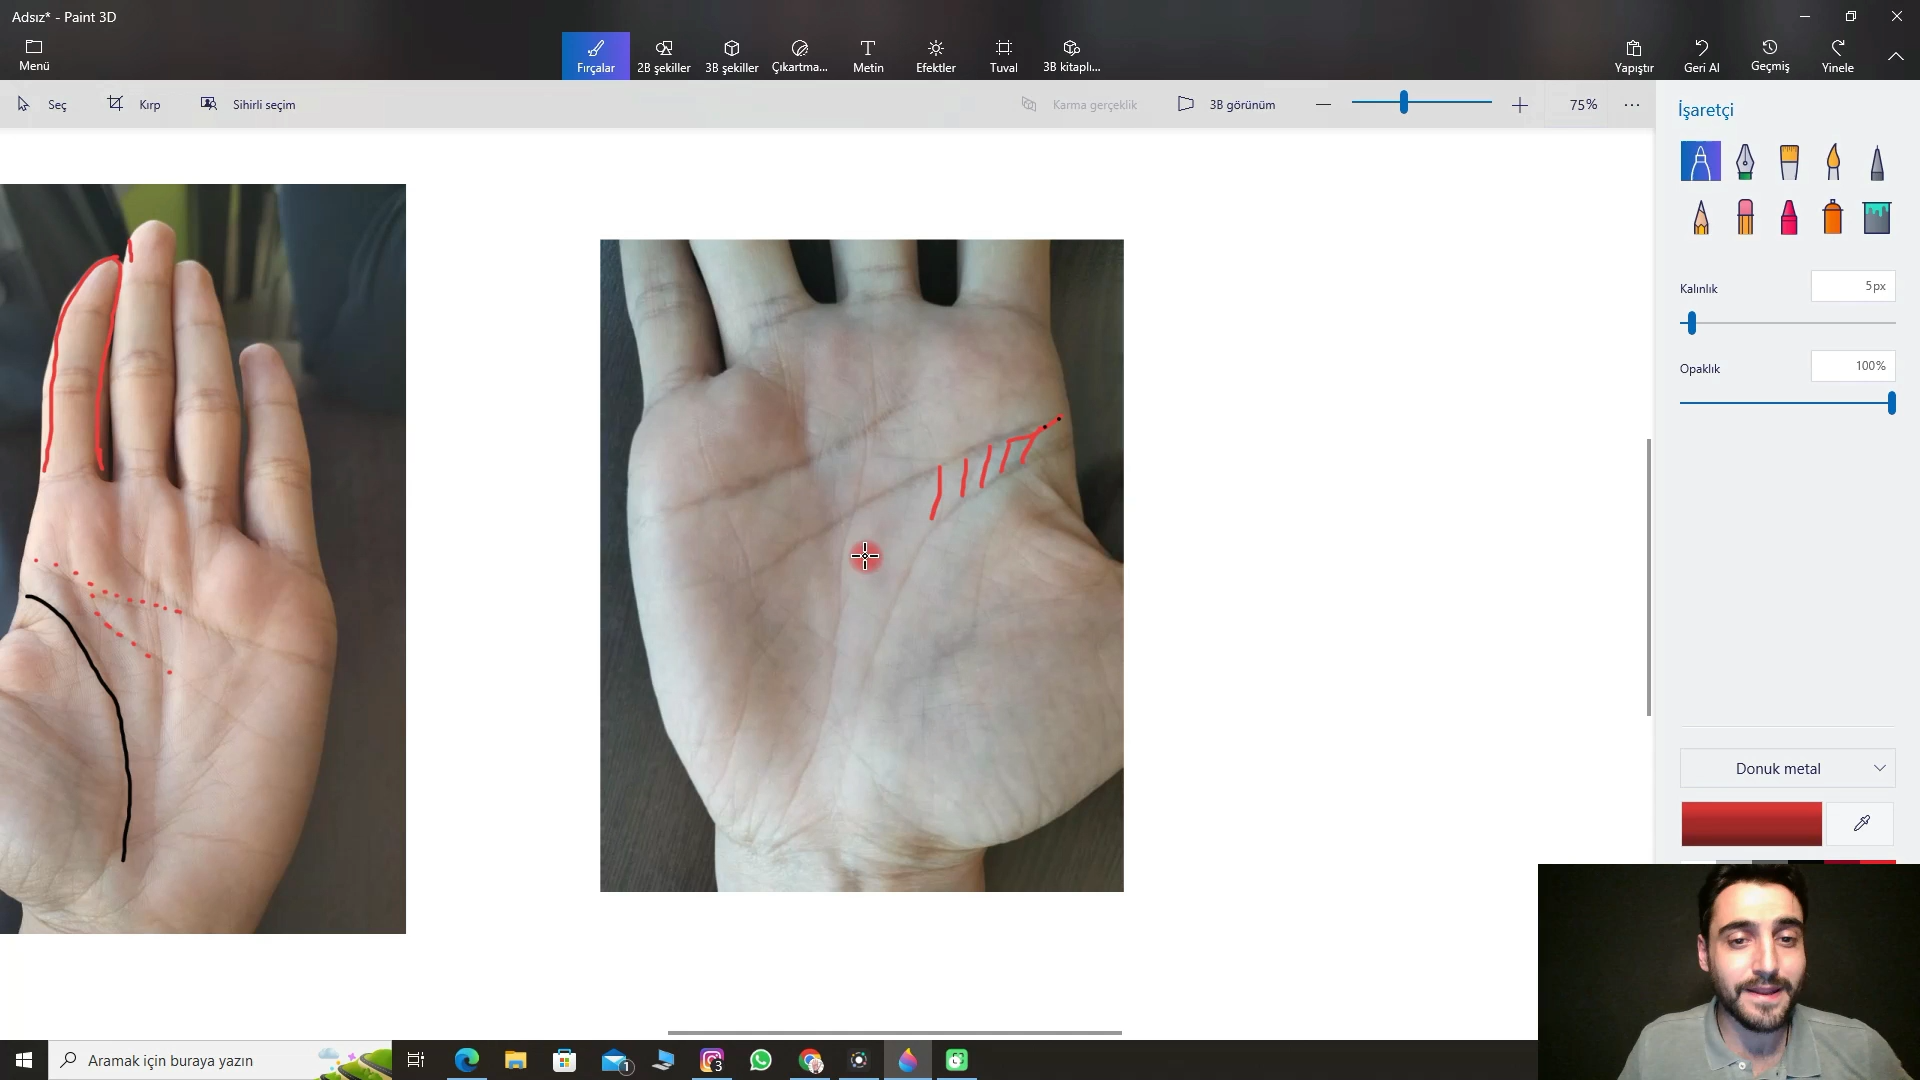 Adsız* - Paint 3D
Menü
Fırçalar
2B şekiller
3B şekiller
Çıkartma...
Metin
Efektler
Tuval
3B kitaplı...
Yapıştır
Geri Al
Geçmiş
Yinele
Seç
Kırp
Sihirli seçim
Karma gerçeklik
3B görünüm
75%
İşaretçi
Kalınlık
5px
Opaklık
100%
Donuk metal
Aramak için buraya yazın
1
3